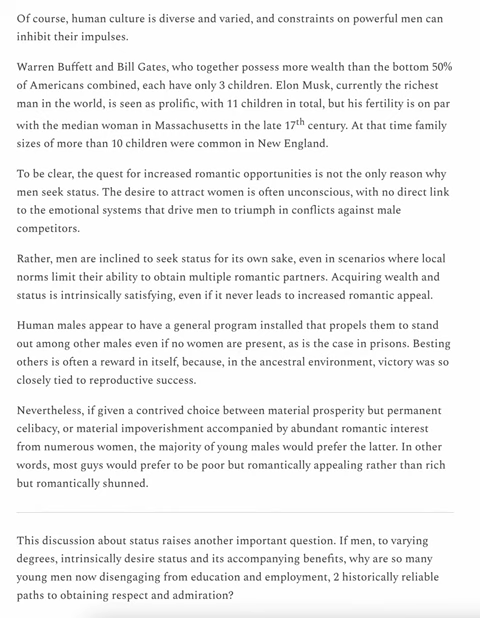 Of course, human culture is diverse and varied, and constraints on powerful men can
inhibit their impulses.
Warren Buffett and Bill Gates, who together possess more wealth than the bottom 50%
of Americans combined, each have only 3 children. Elon Musk, currently the richest
man in the world, is seen as prolific, with 11 children in total, but his fertility is on par
with the median woman in Massachusetts in the late 17th century. At that time family
sizes of more than 10 children were common in New England.
To be clear, the quest for increased romantic opportunities is not the only reason why
men seek status. The desire to attract women is often unconscious, with no direct link
to the emotional systems that drive men to triumph in conflicts against male
competitors.
Rather, men are inclined to seek status for its own sake, even in scenarios where local
norms limit their ability to obtain multiple romantic partners. Acquiring wealth and
status is intrinsically satisfying, even if it never leads to increased romantic appeal.
Human males appear to have a general program installed that propels them to stand
out among other males even if no women are present, as is the case in prisons. Besting
others is often a reward in itself, because, in the ancestral environment, victory was so
closely tied to reproductive success.
Nevertheless, if given a contrived choice between material prosperity but permanent
celibacy, or material impoverishment accompanied by abundant romantic interest
from numerous women, the majority of young males would prefer the latter. In other
words, most guys would prefer to be poor but romantically appealing rather than rich
but romantically shunned.
This discussion about status raises another important question. If men, to varying
degrees, intrinsically desire status and its accompanying benefits, why are so many
young men now disengaging from education and employment, 2 historically reliable
paths to obtaining respect and admiration?